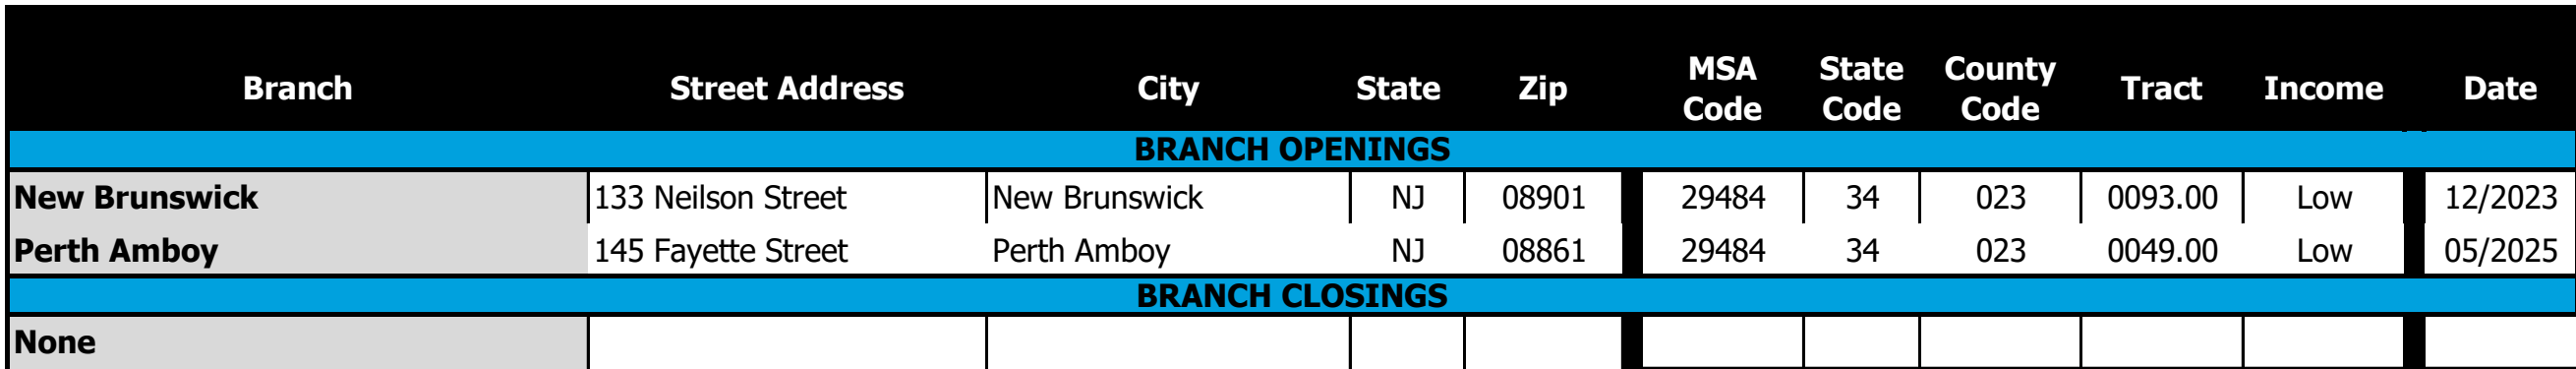 Branch Street Address City State Zip MSA Code State Code County Code Tract Income Date
BRANCH OPENINGS
New Brunswick 133 Neilson Street New Brunswick NJ 08901 29484 34 023 0093.00 Low 12/2023
Perth Amboy 145 Fayette Street Perth Amboy NJ 08861 29484 34 023 0049.00 Low 05/2025
BRANCH CLOSINGS
None